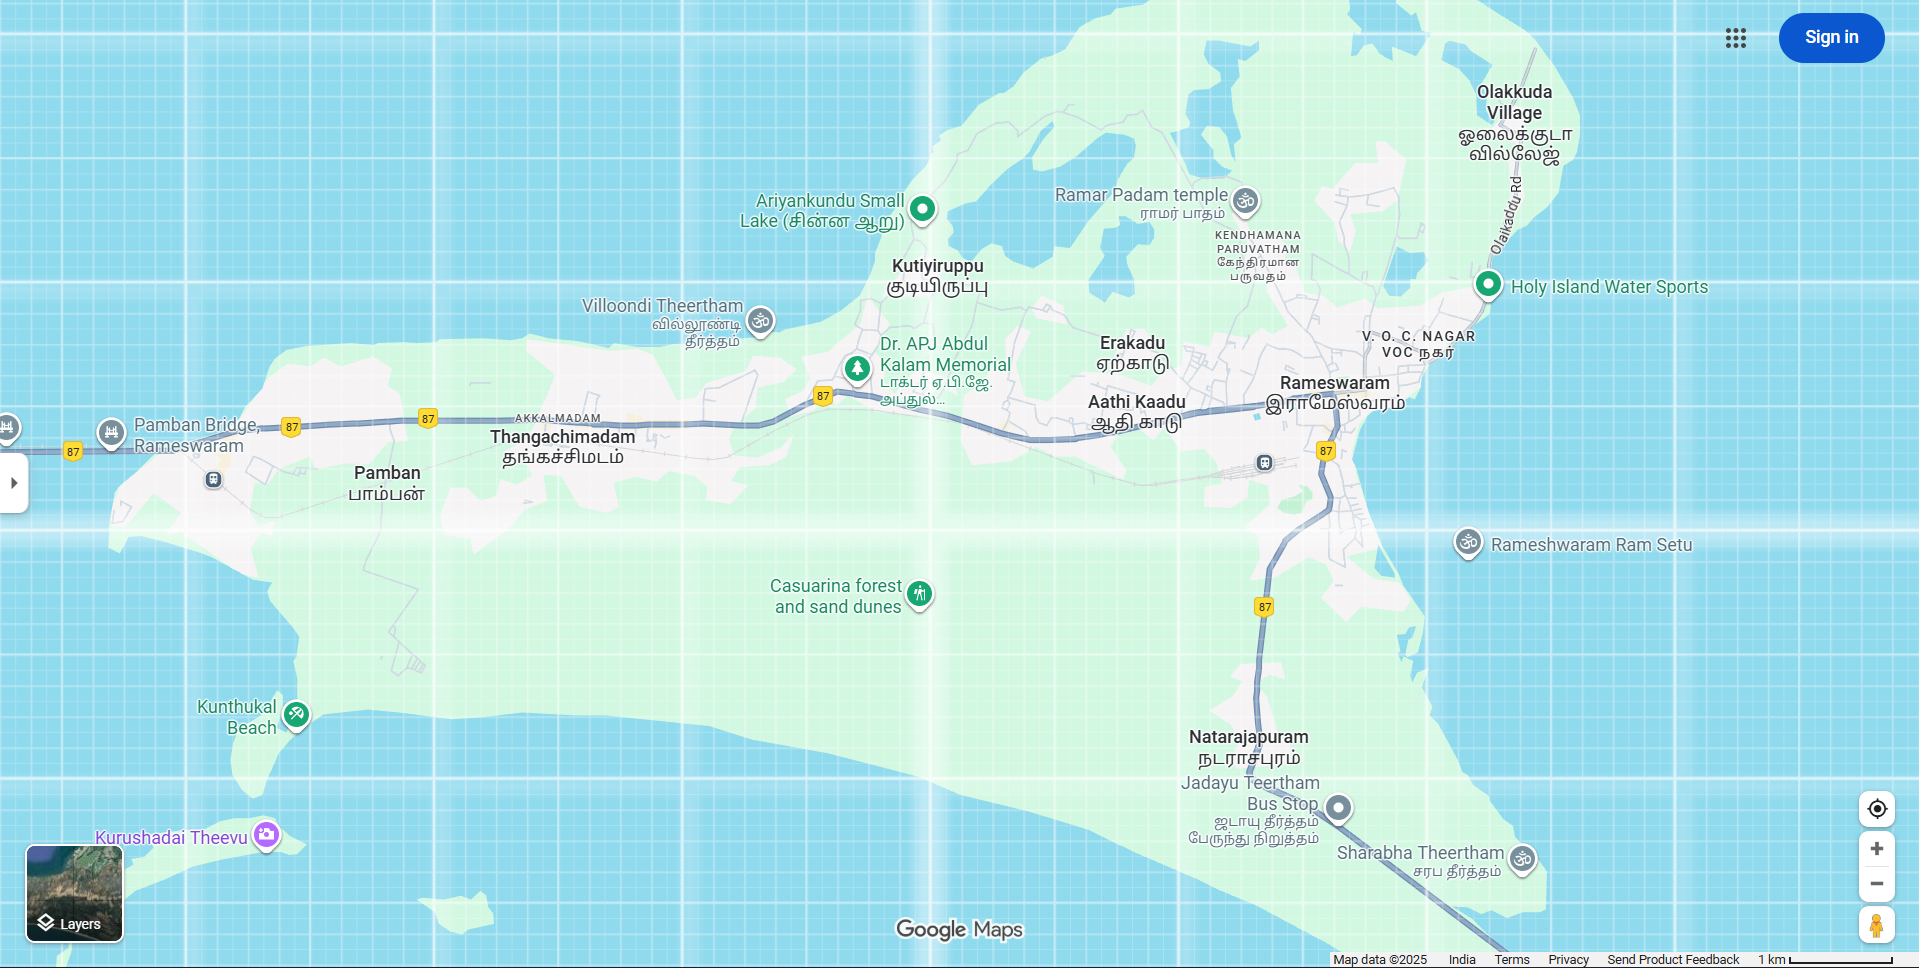 Sign in
Olakkuda
Village
ஓலைக்குடா
வில்லேஜ்
Olaikaddu Rd
Ariyankundu Small
Lake (சின்ன ஆறு)
Ramar Padam temple
ராமர் பாதம்
KENDHAMANA
PARUVATHAM
கேந்திரமான
பருவதம்
Kutiyiruppu
குடியிருப்பு
Holy Island Water Sports
Villoondi Theertham
வில்லூண்டி
தீர்த்தம்
Dr. APJ Abdul
Kalam Memorial
டாக்டர் ஏ.பி.ஜே.
அப்துல்...
Erakadu
ஏற்காடு
V. O. C. NAGAR
VOC நகர்
Rameswaram
இராமேஸ்வரம்
Aathi Kaadu
ஆதி காடு
87
87
87
87
87
87
Pamban Bridge,
Rameswaram
AKKALMADAM
Thangachimadam
தங்கச்சிமடம்
Pamban
பாம்பன்
Rameshwaram Ram Setu
Casuarina forest
and sand dunes
Kunthukal
Beach
Natarajapuram
நடராசபுரம்
Jadayu Teertham
Bus Stop
ஜடாயு தீர்த்தம்
பேருந்து நிறுத்தம்
Sharabha Theertham
சரப தீர்த்தம்
Kurushadai Theevu
Layers
Google Maps
Map data ©2025 India Terms Privacy Send Product Feedback 1 km